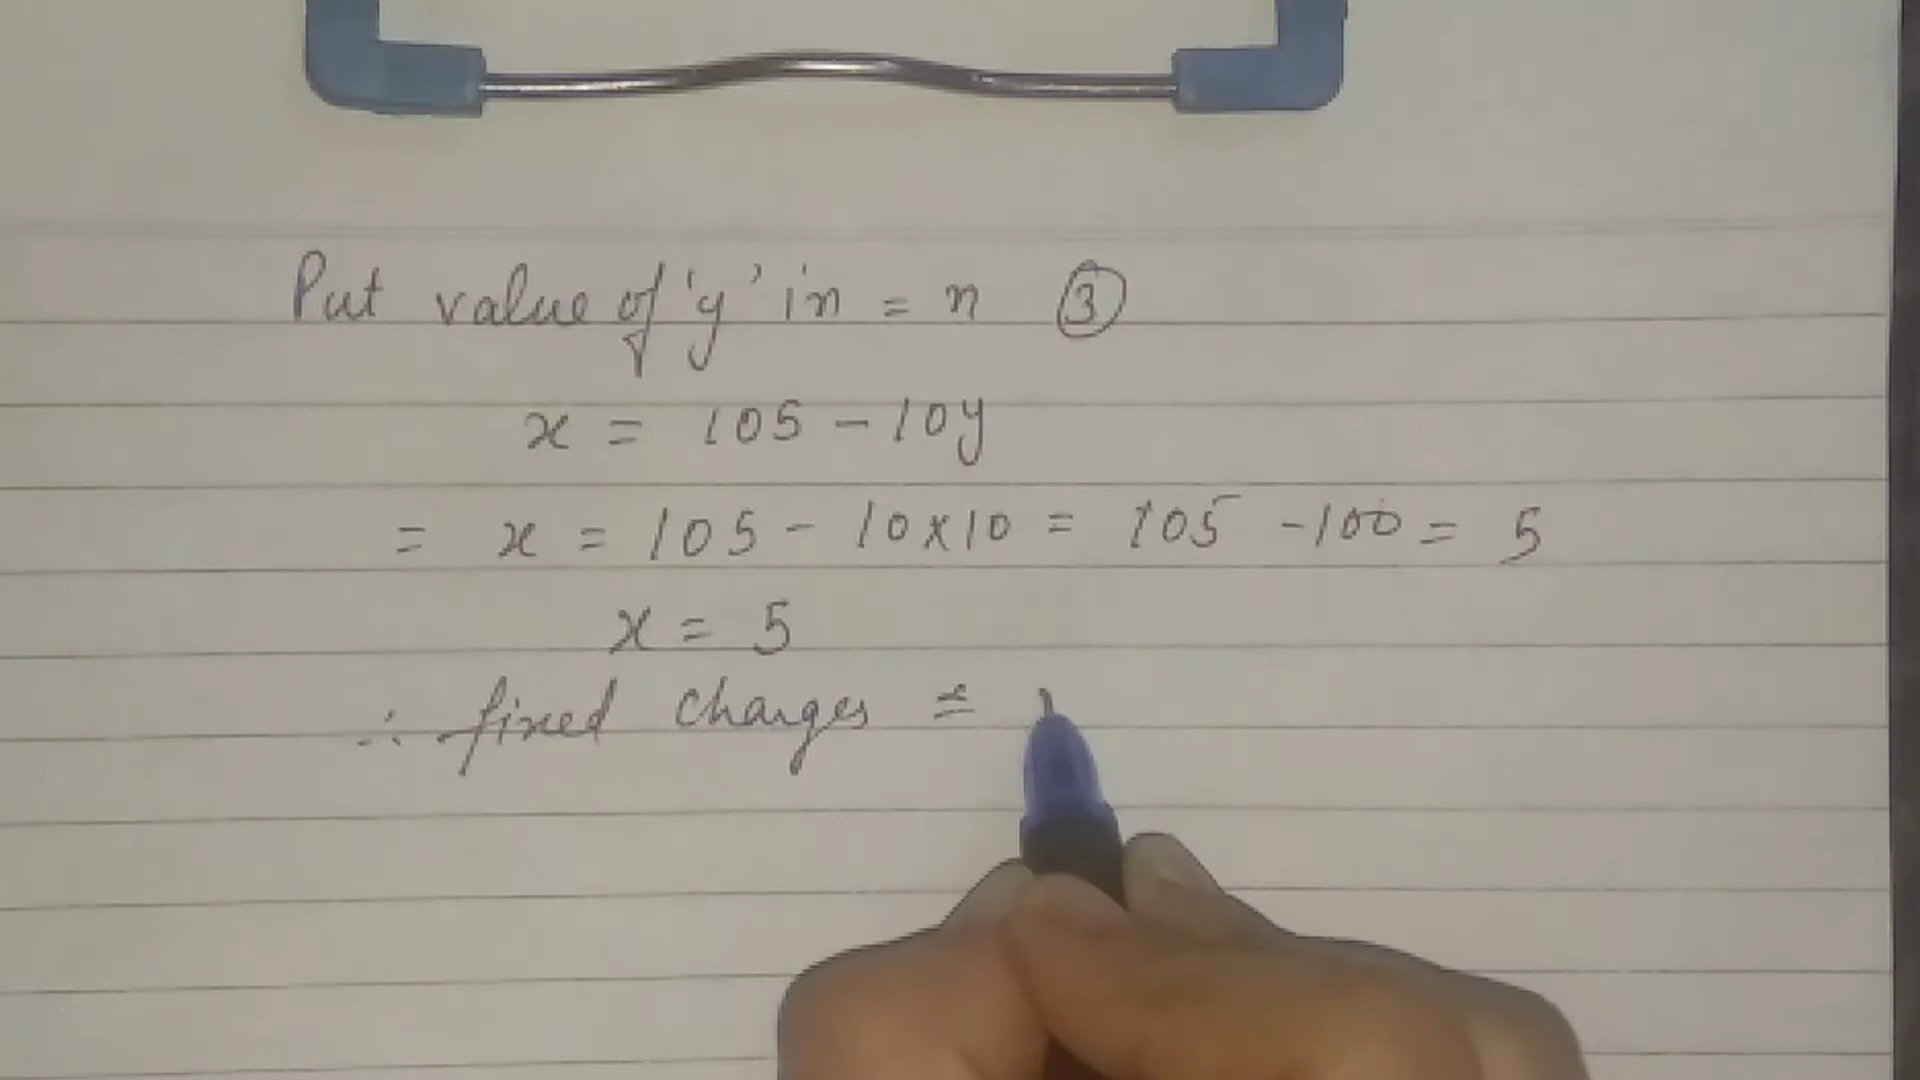 Put value of 'y' in = n ③
x = 105 - 10y
= x = 105 - 10x10 = 105 - 100 = 5
x = 5
∴ fixed charges =